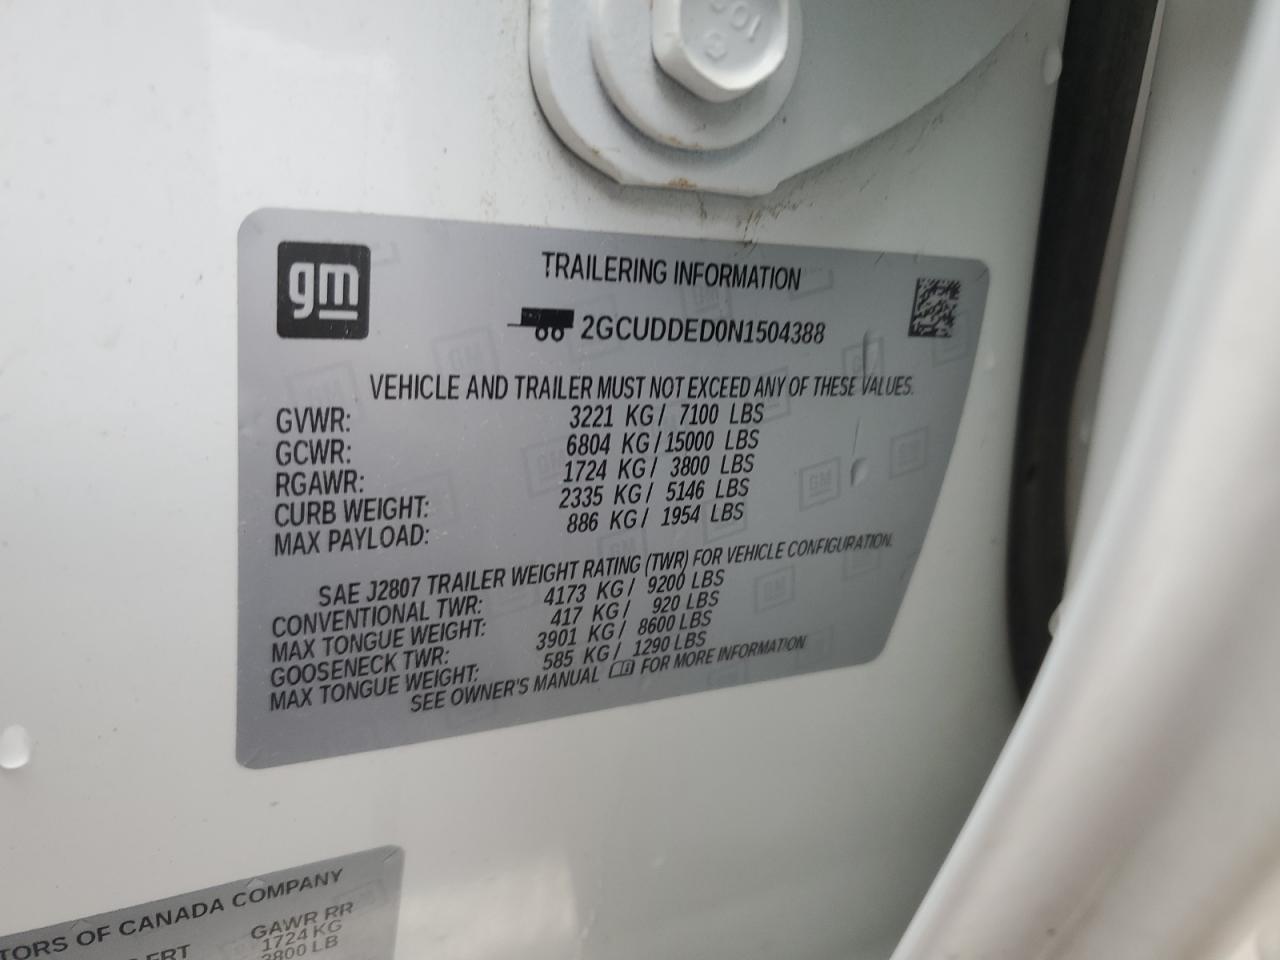 gm
TRAILERING INFORMATION
2GCUDDED0N1504388
VEHICLE AND TRAILER MUST NOT EXCEED ANY OF THESE VALUES.
GVWR: 3221 KG/ 7100 LBS
GCWR: 6804 KG/15000 LBS
RGAWR: 1724 KG/ 3800 LBS
CURB WEIGHT: 2335 KG/ 5146 LBS
MAX PAYLOAD: 886 KG/ 1954 LBS
SAE J2807 TRAILER WEIGHT RATING (TWR) FOR VEHICLE CONFIGURATION.
CONVENTIONAL TWR: 4173 KG/ 9200 LBS
MAX TONGUE WEIGHT: 417 KG/ 920 LBS
GOOSENECK TWR: 3901 KG/ 8600 LBS
MAX TONGUE WEIGHT: 585 KG/ 1290 LBS
SEE OWNER'S MANUAL FOR MORE INFORMATION
TORS OF CANADA COMPANY
FRT GAWR RR
1724 KG
3800 LB